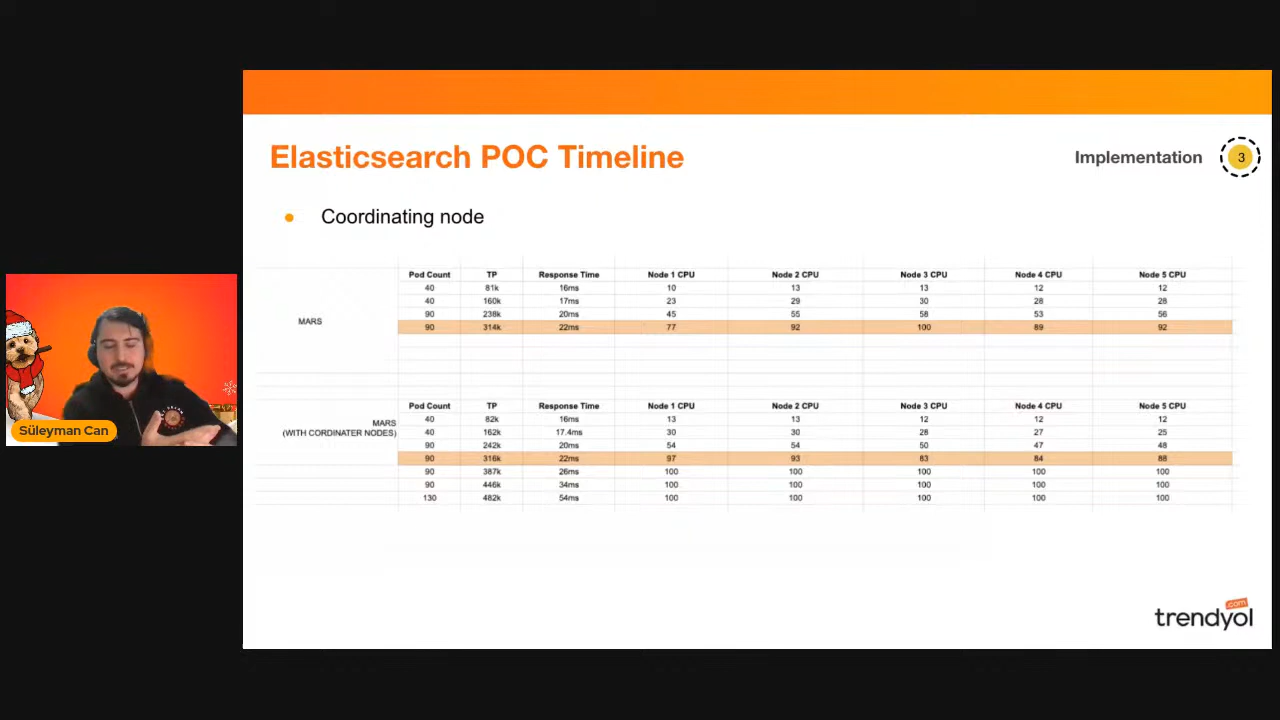 Elasticsearch POC Timeline
Implementation
3
Coordinating node
Pod Count TP Response Time Node 1 CPU Node 2 CPU Node 3 CPU Node 4 CPU Node 5 CPU
40 81k 16ms 10 13 13 12 12
40 160k 17ms 23 29 30 28 28
90 238k 20ms 45 55 58 53 56
MARS
90 314k 22ms 77 92 100 89 92
Pod Count TP Response Time Node 1 CPU Node 2 CPU Node 3 CPU Node 4 CPU Node 5 CPU
40 82k 16ms 13 13 12 12 12
MARS
(WITH CORDINATER NODES)
40 162k 17.4ms 30 30 28 27 25
90 242k 20ms 54 54 50 47 48
90 316k 22ms 97 93 83 84 88
90 387k 26ms 100 100 100 100 100
90 446k 34ms 100 100 100 100 100
130 482k 54ms 100 100 100 100 100
Süleyman Can
.com
trendyol